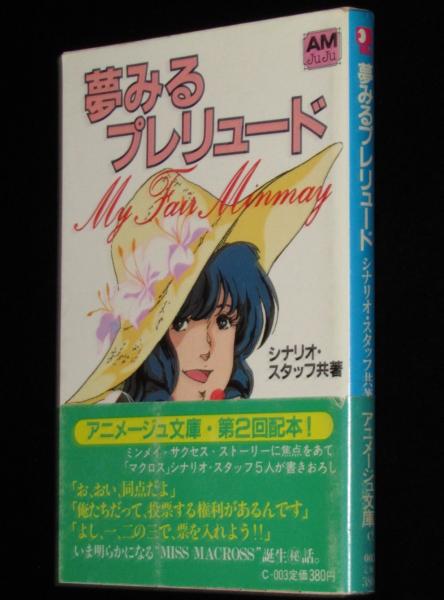 AM
JuJu
夢みる
プレリュード
My Fair Minmay
シナリオ・
スタッフ共著
アニメージュ文庫・第2回配本!
ミンメイ・サクセス・ストーリーに焦点をあて
「マクロス」シナリオ・スタッフ5人が書きおろし
「お、おい、同点だよ」
「俺たちだって、投票する権利があるんです」
「よし、一、二の三で、票を入れよう!!」
いま明らかになる"MISS MACROSS"誕生㊙話。
C-003定価380円
夢みるプレリュード
シナリオ・スタッフ共著
アニメージュ文庫